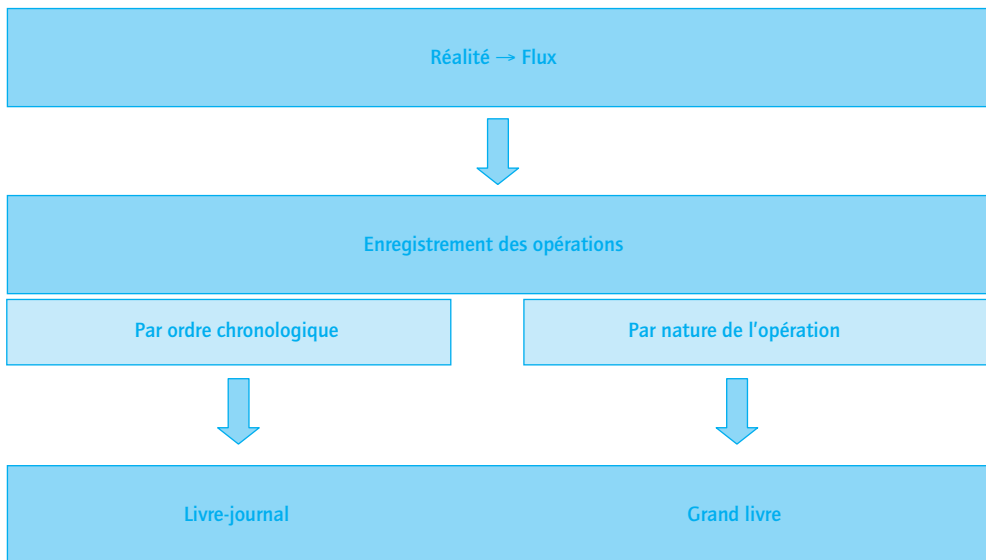 Réalité → Flux
Enregistrement des opérations
Par ordre chronologique
Par nature de l’opération
Livre-journal
Grand livre